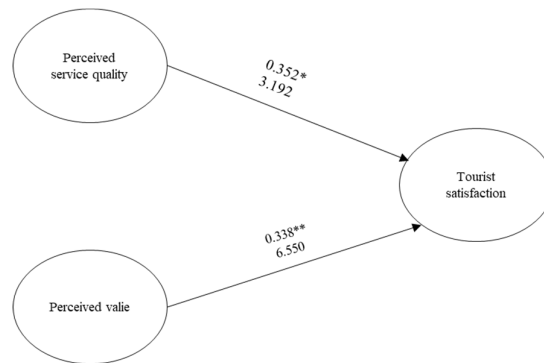 Perceived
service quality
0.352*
3.192
Tourist
satisfaction
0.338**
6.550
Perceived valie